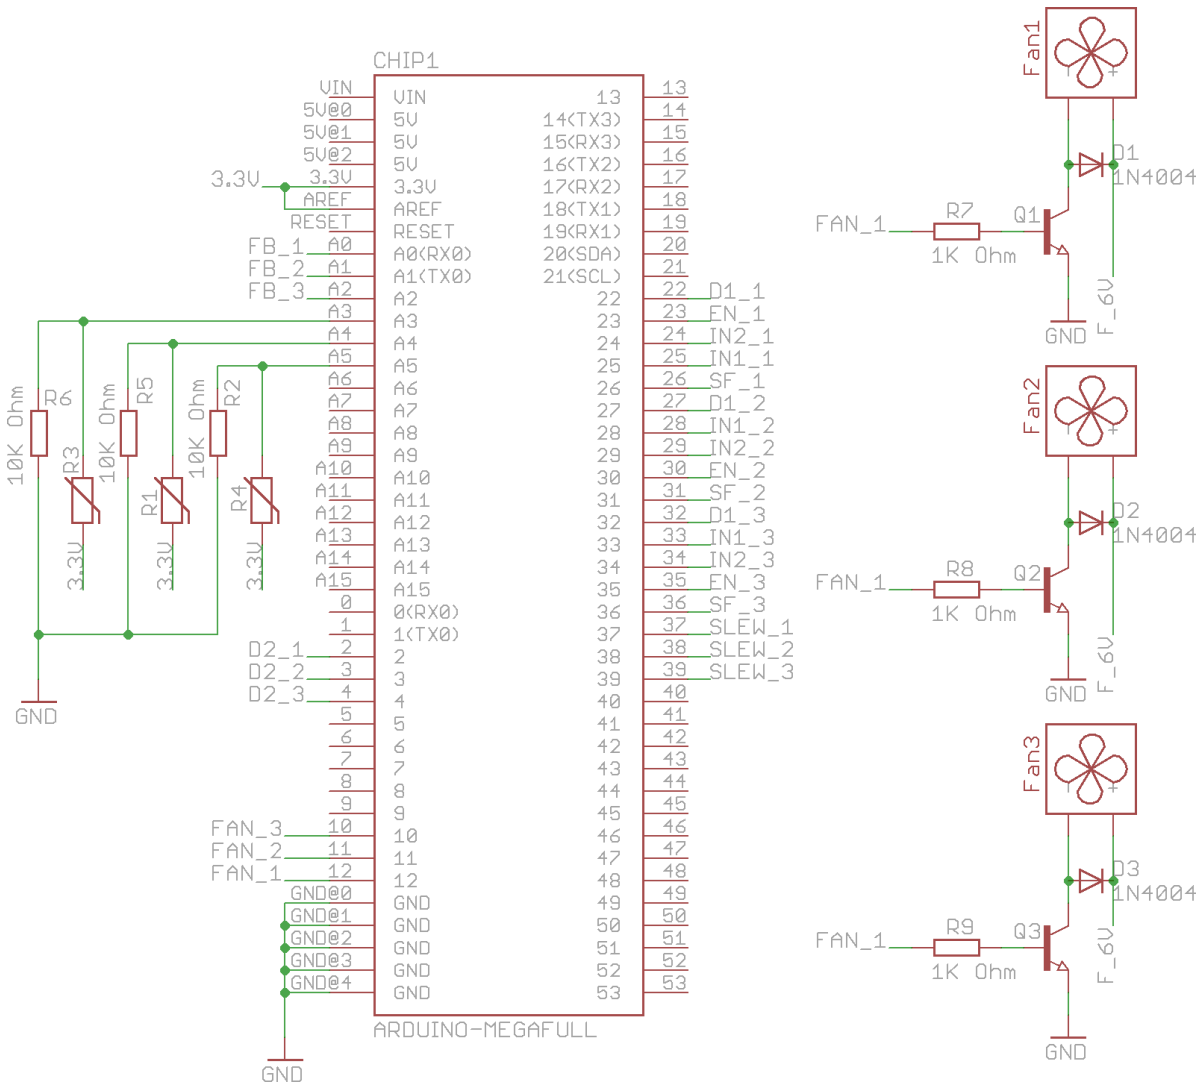 CHIP1
VIN
5V@0
5V@1
5V@2
3.3V
3.3V
AREF
RESET
FB_1 A0
FB_2 A1
FB_3 A2
A3
A4
A5
A6
A7
A8
A9
A10
A11
A12
A13
A14
A15
0
1
D2_1 2
D2_2 3
D2_3 4
5
6
7
8
9
FAN_3 10
FAN_2 11
FAN_1 12
GND@0
GND@1
GND@2
GND@3
GND@4
GND
VIN
5V
5V
5V
3.3V
AREF
RESET
A0(RX0)
A1(TX0)
A2
A3
A4
A5
A6
A7
A8
A9
A10
A11
A12
A13
A14
A15
0(RX0)
1(TX0)
2
3
4
5
6
7
8
9
10
11
12
GND
GND
GND
GND
GND
13
14(TX3)
15(RX3)
16(TX2)
17(RX2)
18(TX1)
19(RX1)
20(SDA)
21(SCL)
22
23
24
25
26
27
28
29
30
31
32
33
34
35
36
37
38
39
40
41
42
43
44
45
46
47
48
49
50
51
52
53
13
14
15
16
17
18
19
20
21
22 D1_1
23 EN_1
24 IN2_1
25 IN1_1
26 SF_1
27 D1_2
28 IN1_2
29 IN2_2
30 EN_2
31 SF_2
32 D1_3
33 IN1_3
34 IN2_3
35 EN_3
36 SF_3
37 SLEW_1
38 SLEW_2
39 SLEW_3
40
41
42
43
44
45
46
47
48
49
50
51
52
53
ARDUINO-MEGAFULL
R6
10K Ohm
R3
3.3V
R5
10K Ohm
R1
3.3V
R2
10K Ohm
R4
3.3V
GND
Fan1
- +
D1
1N4004
FAN_1
R7
1K Ohm
Q1
F_6V
GND
Fan2
- +
D2
1N4004
FAN_1
R8
1K Ohm
Q2
F_6V
GND
Fan3
- +
D3
1N4004
FAN_1
R9
1K Ohm
Q3
F_6V
GND